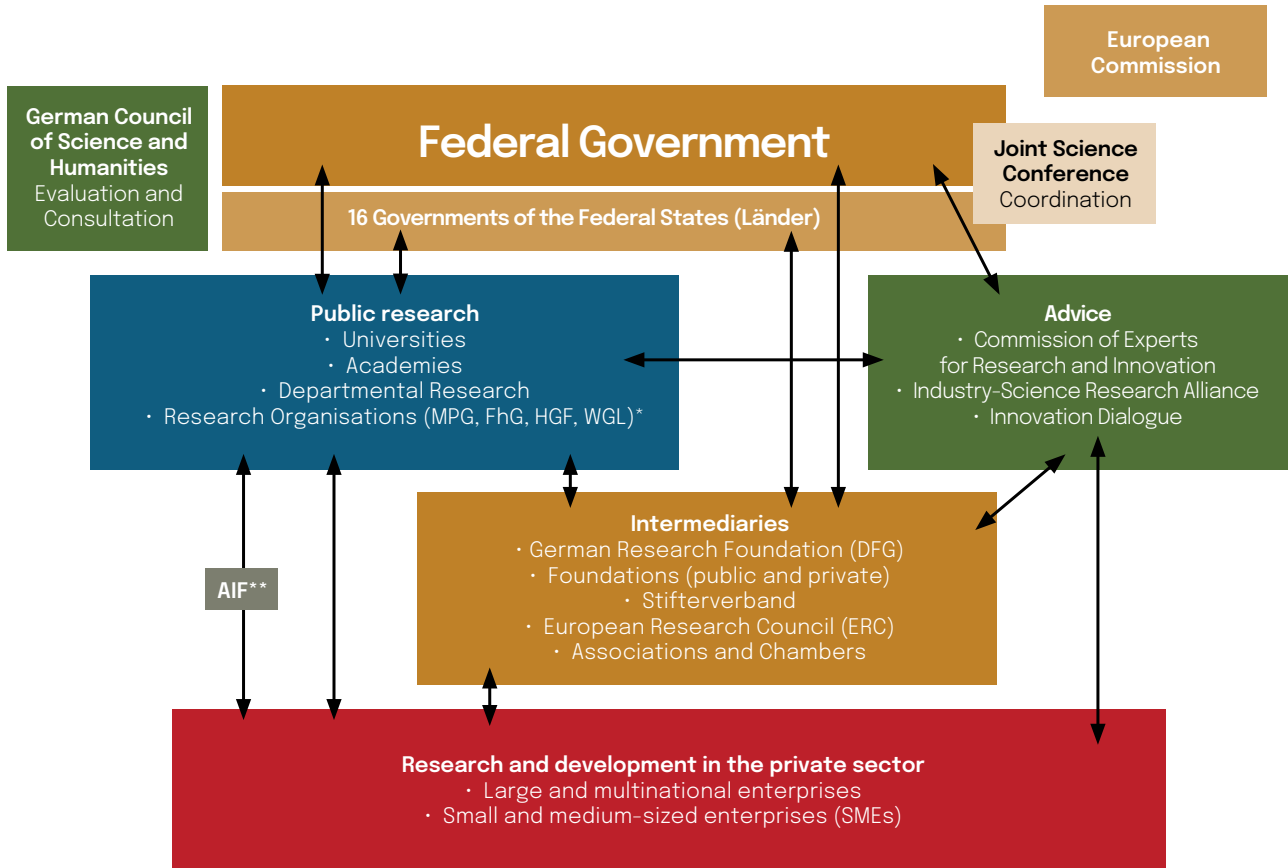 European
Commission
German Council
of Science and
Humanities
Evaluation and
Consultation
Federal Government
Joint Science
Conference
Coordination
16 Governments of the Federal States (Länder)
Public research
· Universities
· Academies
· Departmental Research
· Research Organisations (MPG, FhG, HGF, WGL)*
Advice
· Commission of Experts
for Research and Innovation
· Industry-Science Research Alliance
· Innovation Dialogue
Intermediaries
· German Research Foundation (DFG)
· Foundations (public and private)
· Stifterverband
· European Research Council (ERC)
· Associations and Chambers
AIF**
Research and development in the private sector
· Large and multinational enterprises
· Small and medium-sized enterprises (SMEs)